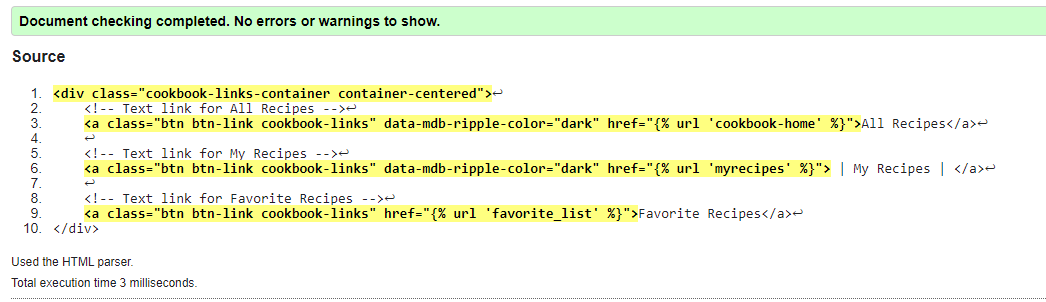 Document checking completed. No errors or warnings to show.
Source
1. <div class="cookbook-links-container container-centered">↩
2.     <!-- Text link for All Recipes -->↩
3.     <a class="btn btn-link cookbook-links" data-mdb-ripple-color="dark" href="{% url 'cookbook-home' %}">All Recipes</a>↩
4.     ↩
5.     <!-- Text link for My Recipes -->↩
6.     <a class="btn btn-link cookbook-links" data-mdb-ripple-color="dark" href="{% url 'myrecipes' %}"> | My Recipes | </a>↩
7.     ↩
8.     <!-- Text link for Favorite Recipes -->↩
9.     <a class="btn btn-link cookbook-links" href="{% url 'favorite_list' %}">Favorite Recipes</a>↩
10. </div>
Used the HTML parser.
Total execution time 3 milliseconds.